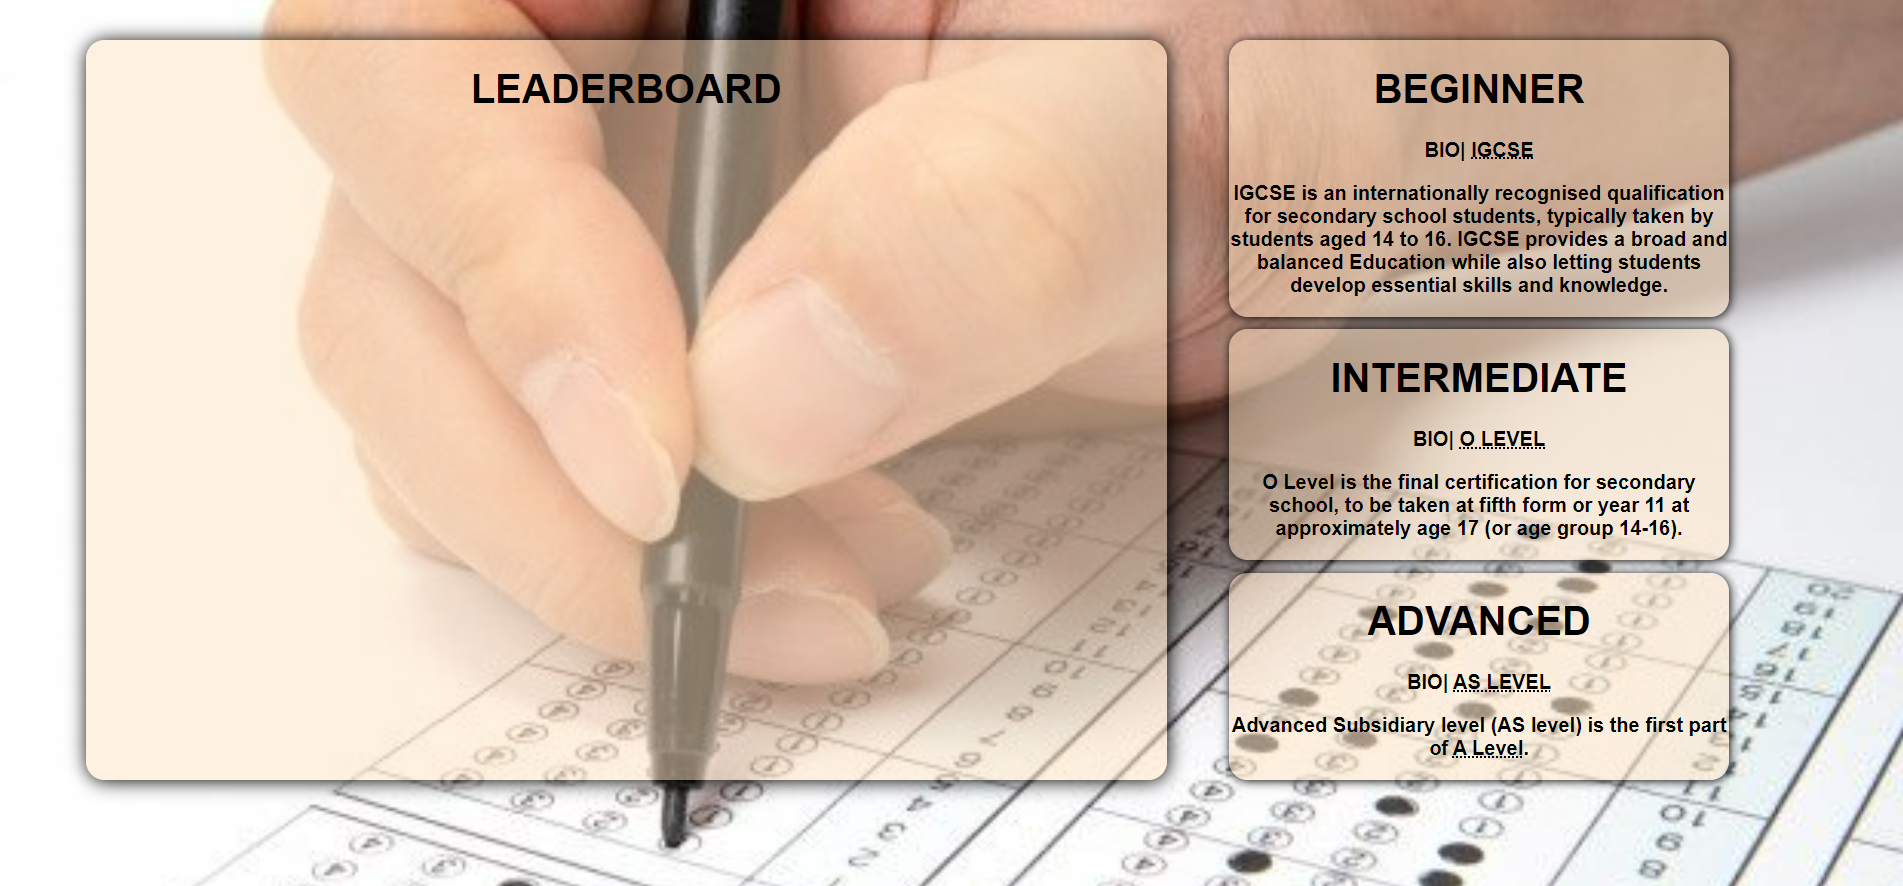 LEADERBOARD
BEGINNER
BIO| IGCSE
IGCSE is an internationally recognised qualification
for secondary school students, typically taken by
students aged 14 to 16. IGCSE provides a broad and
balanced Education while also letting students
develop essential skills and knowledge.
INTERMEDIATE
BIO| O LEVEL
O Level is the final certification for secondary
school, to be taken at fifth form or year 11 at
approximately age 17 (or age group 14-16).
ADVANCED
BIO| AS LEVEL
Advanced Subsidiary level (AS level) is the first part
of A Level.